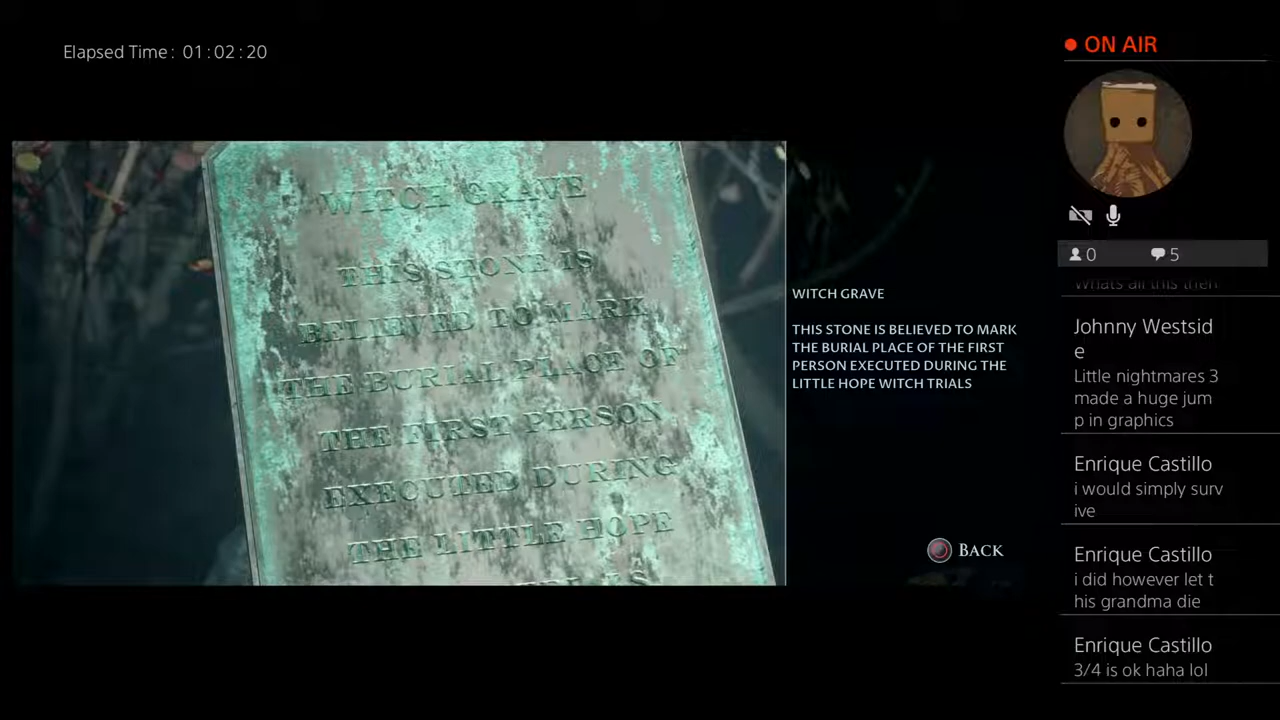 Elapsed Time: 01:02:20
ON AIR
WITCH GRAVE
THIS STONE IS
BELIEVED TO MARK
THE BURIAL PLACE OF
THE FIRST PERSON
EXECUTED DURING
THE LITTLE HOPE
WITCH GRAVE
THIS STONE IS BELIEVED TO MARK
THE BURIAL PLACE OF THE FIRST
PERSON EXECUTED DURING THE
LITTLE HOPE WITCH TRIALS
BACK
0
5
Whats all this then
Johnny Westsid
e
Little nightmares 3
made a huge jum
p in graphics
Enrique Castillo
i would simply surv
ive
Enrique Castillo
i did however let t
his grandma die
Enrique Castillo
3/4 is ok haha lol